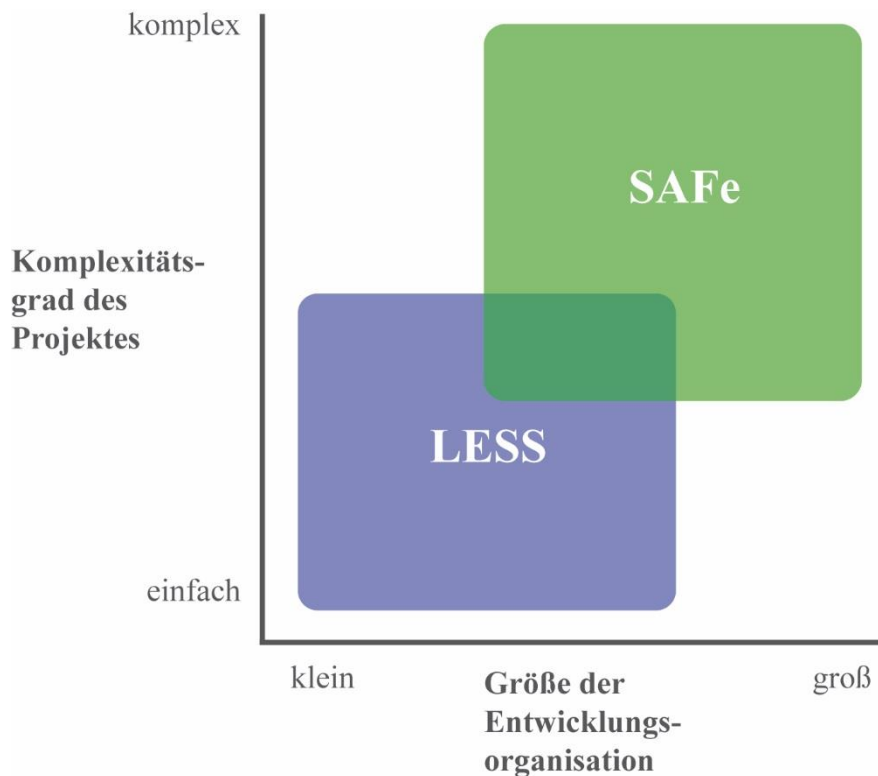 komplex
SAFe
Komplexitäts-
grad des
Projektes
LESS
einfach
klein
Größe der
Entwicklungs-
organisation
groß